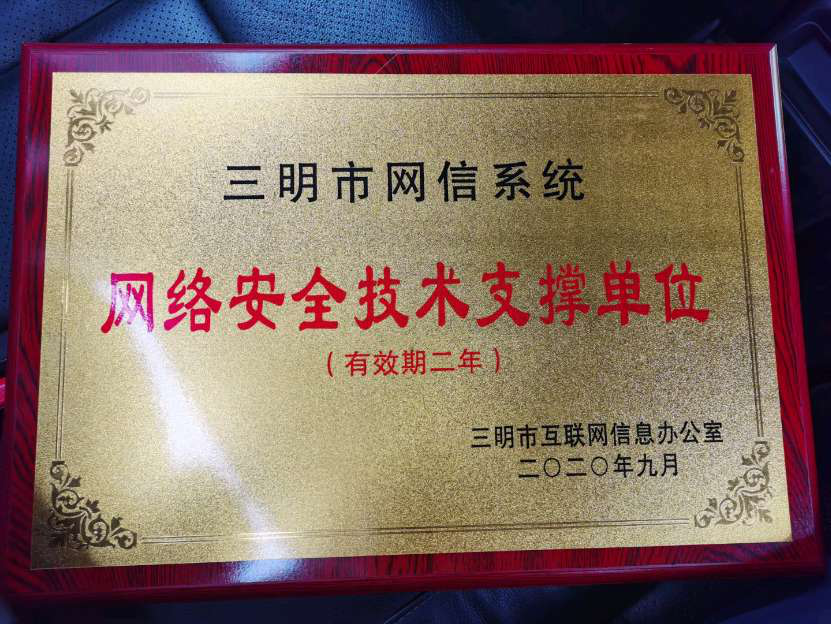 三明市网信系统
网络安全技术支撑单位
（有效期二年）
三明市互联网信息办公室
二〇二〇年九月